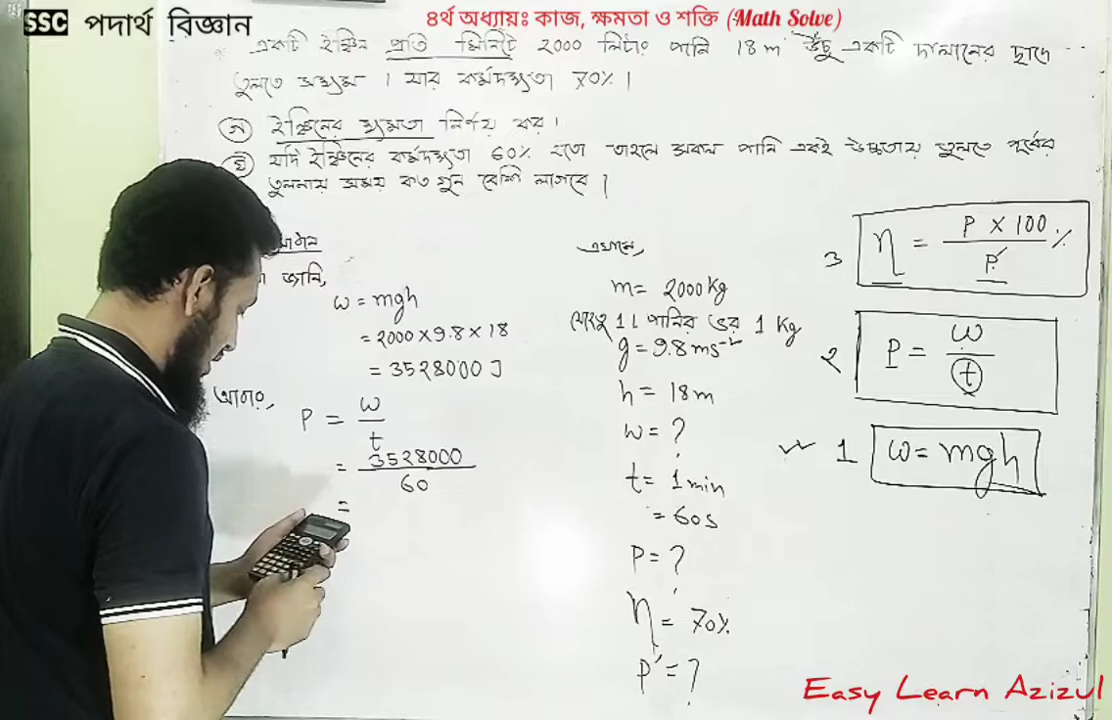 SSC পদার্থ বিজ্ঞান
৪র্থ অধ্যায়ঃ কাজ, ক্ষমতা ও শক্তি (Math Solve)
একটি ইঞ্জিন প্রতি মিনিটে ২০০০ লিটার পানি 18 m উঁচু একটি দালানের ছাদে
তুলতে সক্ষম । যার কর্মদক্ষতা 70% ।
গ) ইঞ্জিনের ক্ষমতা নির্ণয় কর।
ঘ) যদি ইঞ্জিনের কর্মদক্ষতা 60% হতো তাহলে সকল পানি একই উচ্চতায় তুলতে পূর্বের
তুলনায় সময় কত গুন বেশি লাগবে ?
জানি,
ω = mgh
= 2000 × 9.8 × 18
= 3528000 J
আবার,
P = ω / t
= 3528000 / 60
=
এখানে,
m = 2000 kg
যেহেতু 1 L পানির ভর 1 kg
g = 9.8 ms⁻²
h = 18 m
ω = ?
t = 1 min
= 60 s
P = ?
η = 70%
P′ = ?
৩ η = P × 100 / P′ %
২ P = ω / t
1 ω = mgh
Easy Learn Azizul